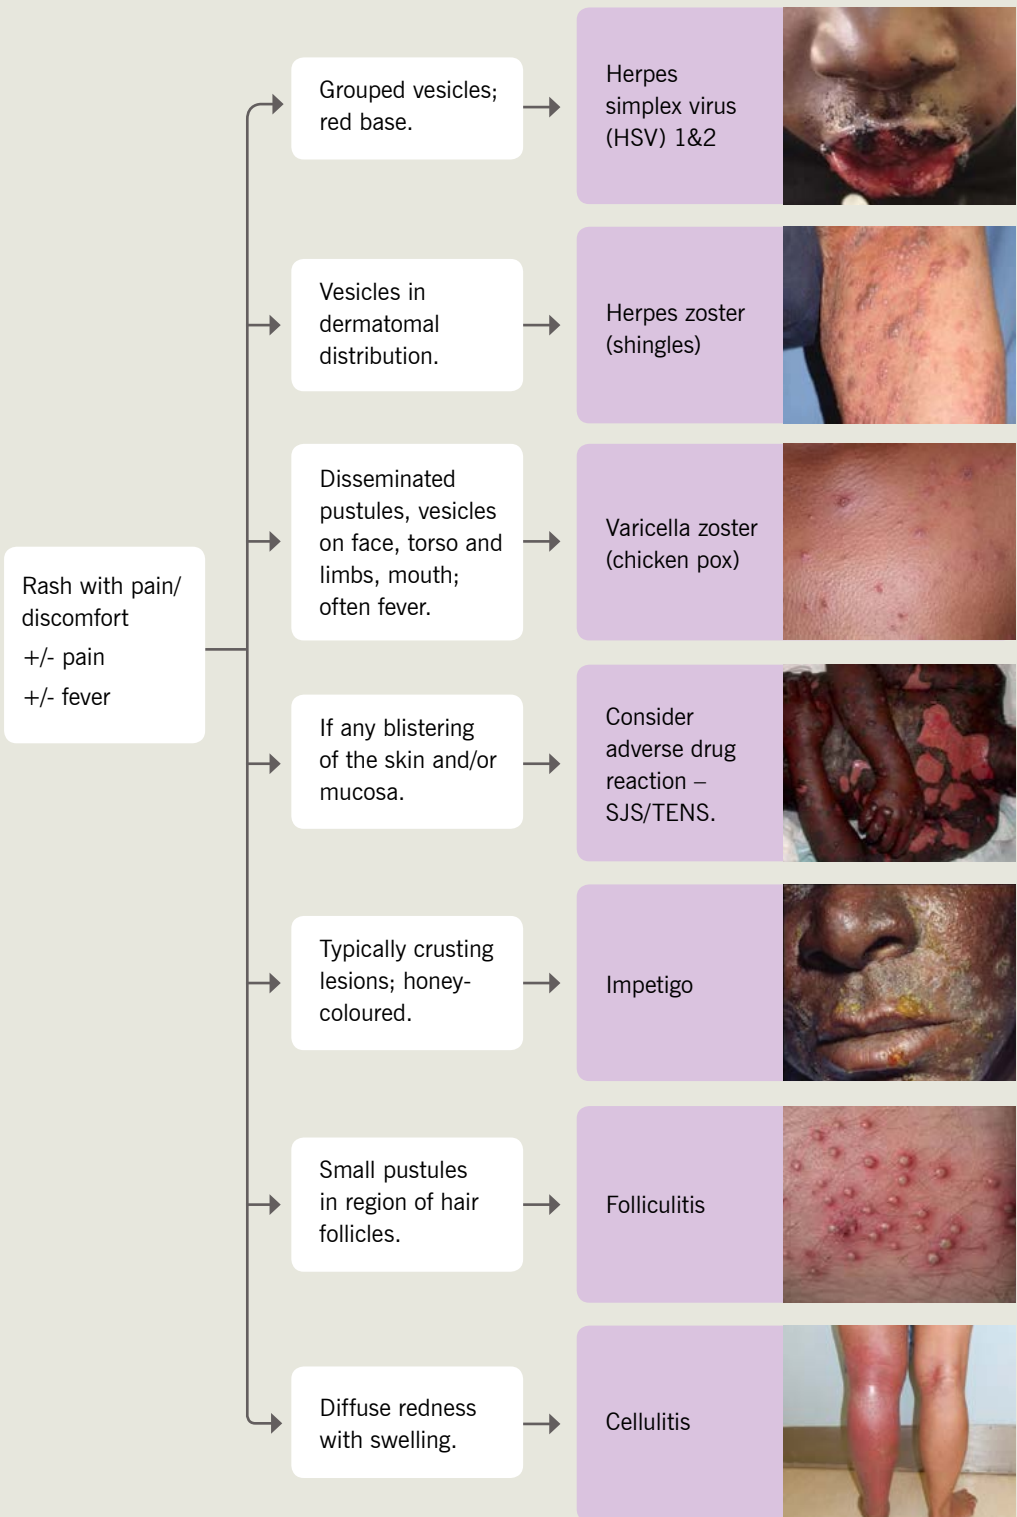 Rash with pain/
discomfort
+/- pain
+/- fever
Grouped vesicles;
red base.
Herpes
simplex virus
(HSV) 1&2
Vesicles in
dermatomal
distribution.
Herpes zoster
(shingles)
Disseminated
pustules, vesicles
on face, torso and
limbs, mouth;
often fever.
Varicella zoster
(chicken pox)
If any blistering
of the skin and/or
mucosa.
Consider
adverse drug
reaction –
SJS/TENS.
Typically crusting
lesions; honey-
coloured.
Impetigo
Small pustules
in region of hair
follicles.
Folliculitis
Diffuse redness
with swelling.
Cellulitis